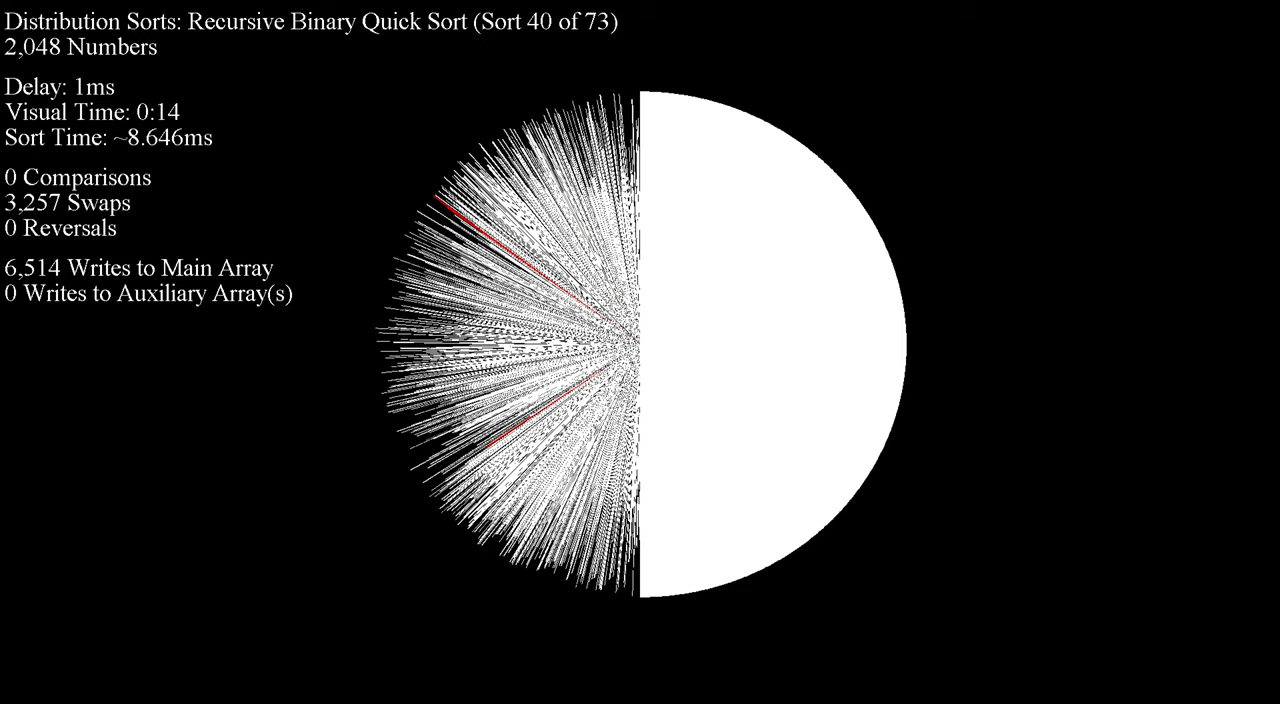 Distribution Sorts: Recursive Binary Quick Sort (Sort 40 of 73)
2,048 Numbers
Delay: 1ms
Visual Time: 0:14
Sort Time: ~8.646ms
0 Comparisons
3,257 Swaps
0 Reversals
6,514 Writes to Main Array
0 Writes to Auxiliary Array(s)